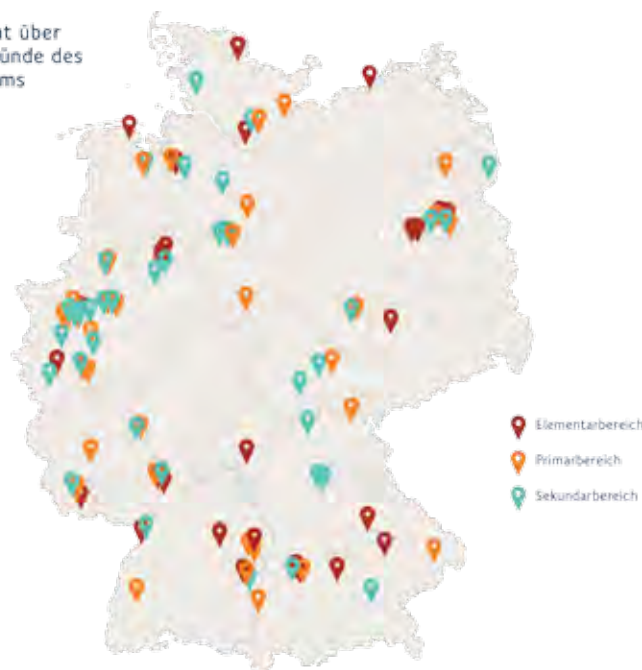 t über
ünde des
ms
Elementarbereich
Primarbereich
Sekundarbereich